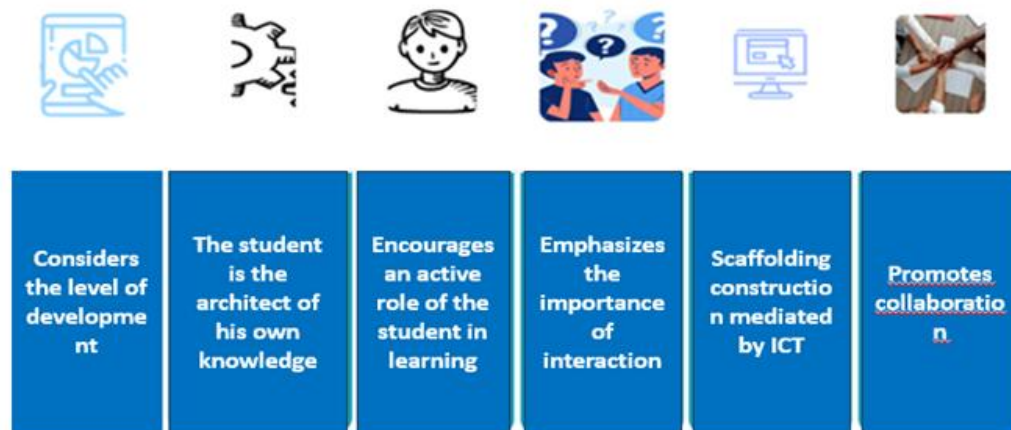 Considers
the level of
developme
nt
The student
is the
architect of
his own
knowledge
Encourages
an active
role of the
student in
learning
Emphasizes
the
importance
of
interaction
Scaffolding
constructio
n mediated
by ICT
Promotes
collaboratio
n